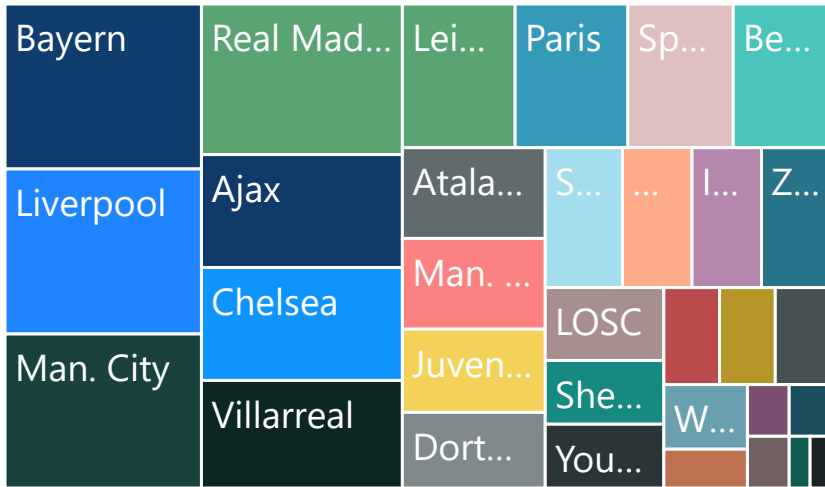 Bayern
Liverpool
Man. City
Real Mad...
Ajax
Chelsea
Villarreal
Lei...
Paris
Sp...
Be...
Atala...
Man. ...
Juven...
Dort...
S...
...
I...
Z...
LOSC
She...
You...
W...